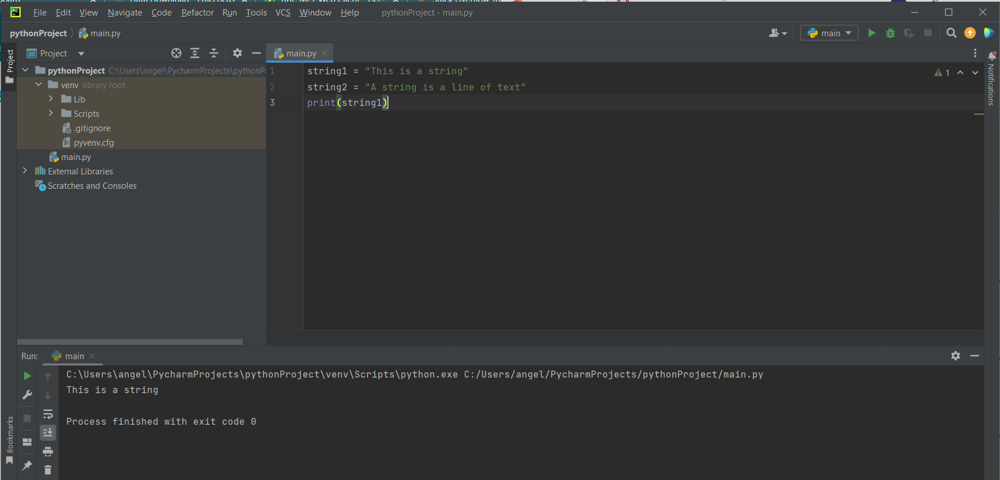 PC File Edit View Navigate Code Refactor Run Tools VCS Window Help pythonProject - main.py
pythonProject main.py
main
Project
Project
main.py
pythonProject C:\Users\angel\PycharmProjects\pythonP
venv library root
Lib
Scripts
.gitignore
pyvenv.cfg
main.py
External Libraries
Scratches and Consoles
1 string1 = "This is a string"
2 string2 = "A string is a line of text"
3 print(string1)
1
Notifications
Run: main
C:\Users\angel\PycharmProjects\pythonProject\venv\Scripts\python.exe C:/Users/angel/PycharmProjects/pythonProject/main.py
This is a string
Process finished with exit code 0
Bookmarks